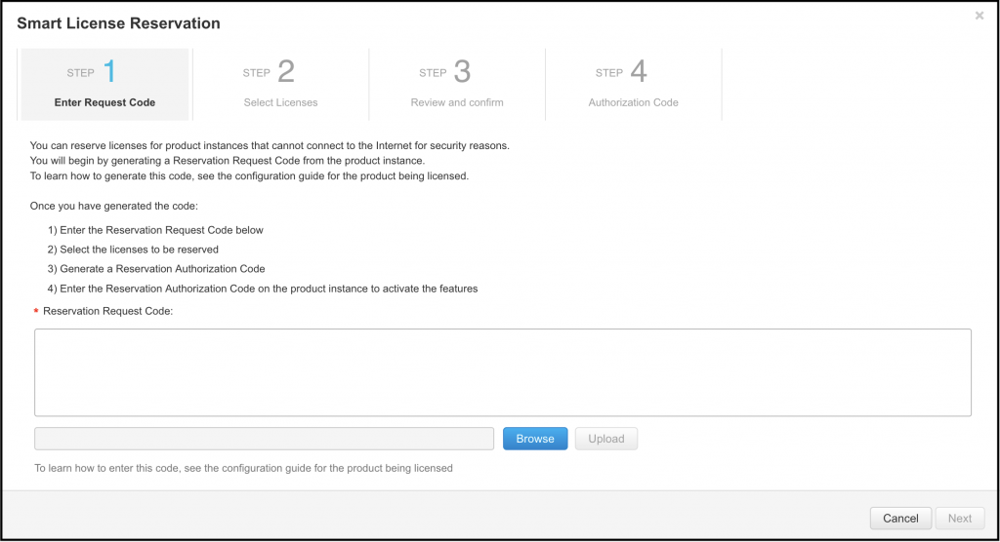 Smart License Reservation
STEP 1
Enter Request Code
STEP 2
Select Licenses
STEP 3
Review and confirm
STEP 4
Authorization Code
You can reserve licenses for product instances that cannot connect to the Internet for security reasons.
You will begin by generating a Reservation Request Code from the product instance.
To learn how to generate this code, see the configuration guide for the product being licensed.
Once you have generated the code:
1) Enter the Reservation Request Code below
2) Select the licenses to be reserved
3) Generate a Reservation Authorization Code
4) Enter the Reservation Authorization Code on the product instance to activate the features
* Reservation Request Code:
Browse
Upload
To learn how to enter this code, see the configuration guide for the product being licensed
Cancel
Next